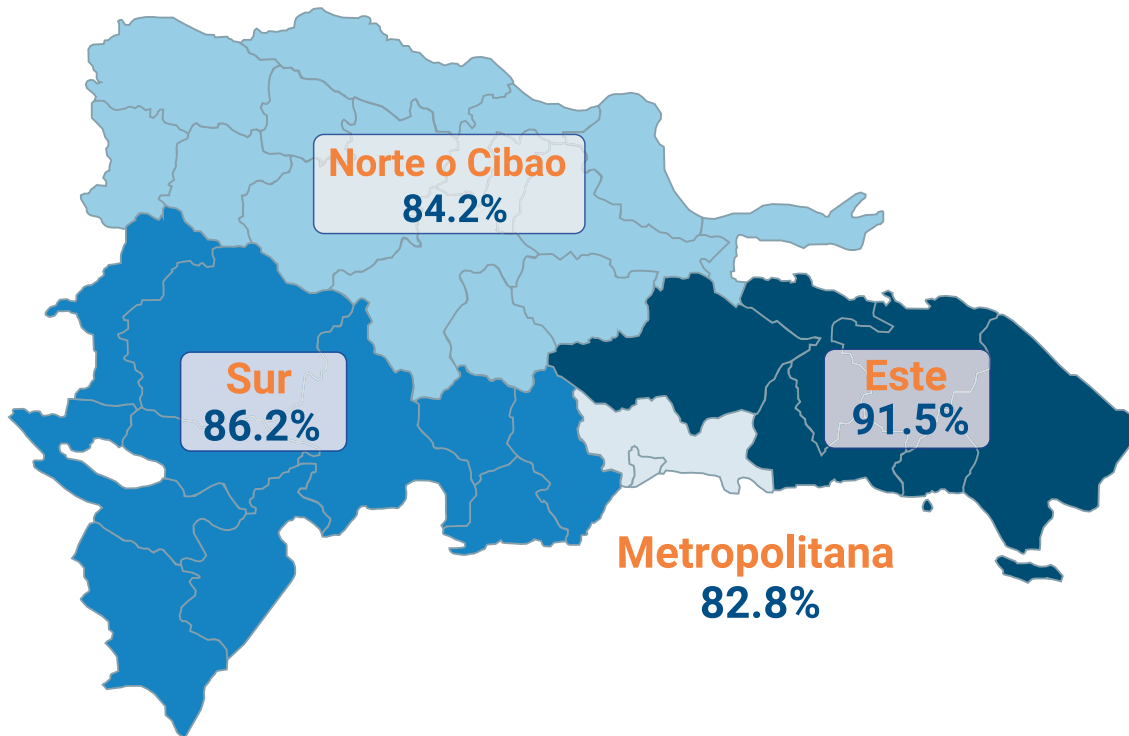 Norte o Cibao
84.2%
Sur
86.2%
Este
91.5%
Metropolitana
82.8%